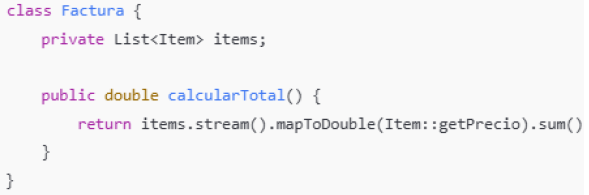 class Factura {
private List<Item> items;
public double calcularTotal() {
return items.stream().mapToDouble(Item::getPrecio).sum()
}
}